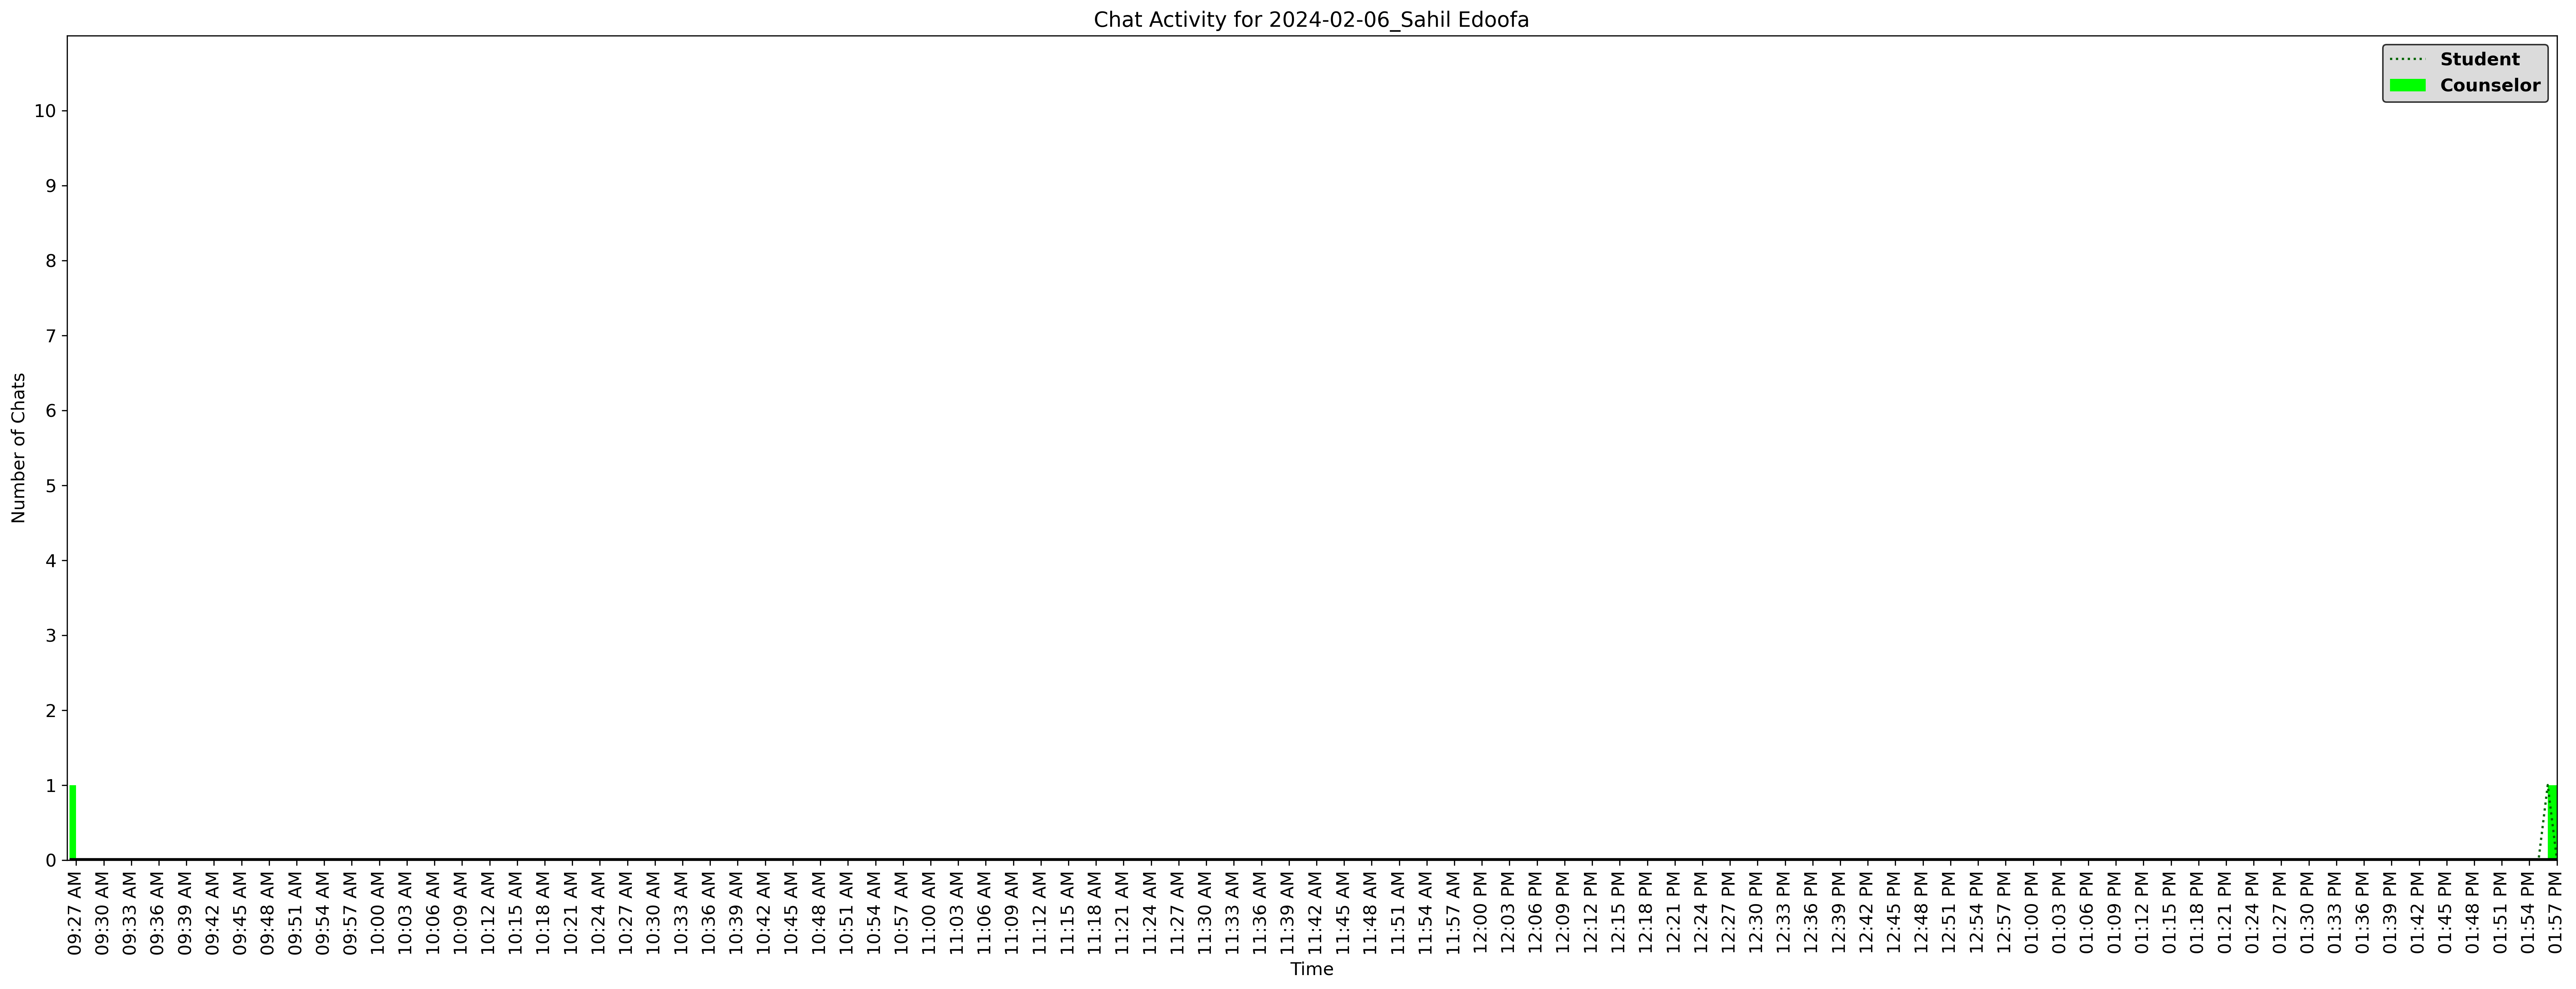 Chat Activity for 2024-02-06_Sahil Edoofa
Student
Counselor
Number of Chats
10
9
8
7
6
5
4
3
2
1
0
09:27 AM
09:30 AM
09:33 AM
09:36 AM
09:39 AM
09:42 AM
09:45 AM
09:48 AM
09:51 AM
09:54 AM
09:57 AM
10:00 AM
10:03 AM
10:06 AM
10:09 AM
10:12 AM
10:15 AM
10:18 AM
10:21 AM
10:24 AM
10:27 AM
10:30 AM
10:33 AM
10:36 AM
10:39 AM
10:42 AM
10:45 AM
10:48 AM
10:51 AM
10:54 AM
10:57 AM
11:00 AM
11:03 AM
11:06 AM
11:09 AM
11:12 AM
11:15 AM
11:18 AM
11:21 AM
11:24 AM
11:27 AM
11:30 AM
11:33 AM
11:36 AM
11:39 AM
11:42 AM
11:45 AM
11:48 AM
11:51 AM
11:54 AM
11:57 AM
12:00 PM
12:03 PM
12:06 PM
12:09 PM
12:12 PM
12:15 PM
12:18 PM
12:21 PM
12:24 PM
12:27 PM
12:30 PM
12:33 PM
12:36 PM
12:39 PM
12:42 PM
12:45 PM
12:48 PM
12:51 PM
12:54 PM
12:57 PM
01:00 PM
01:03 PM
01:06 PM
01:09 PM
01:12 PM
01:15 PM
01:18 PM
01:21 PM
01:24 PM
01:27 PM
01:30 PM
01:33 PM
01:36 PM
01:39 PM
01:42 PM
01:45 PM
01:48 PM
01:51 PM
01:54 PM
01:57 PM
Time